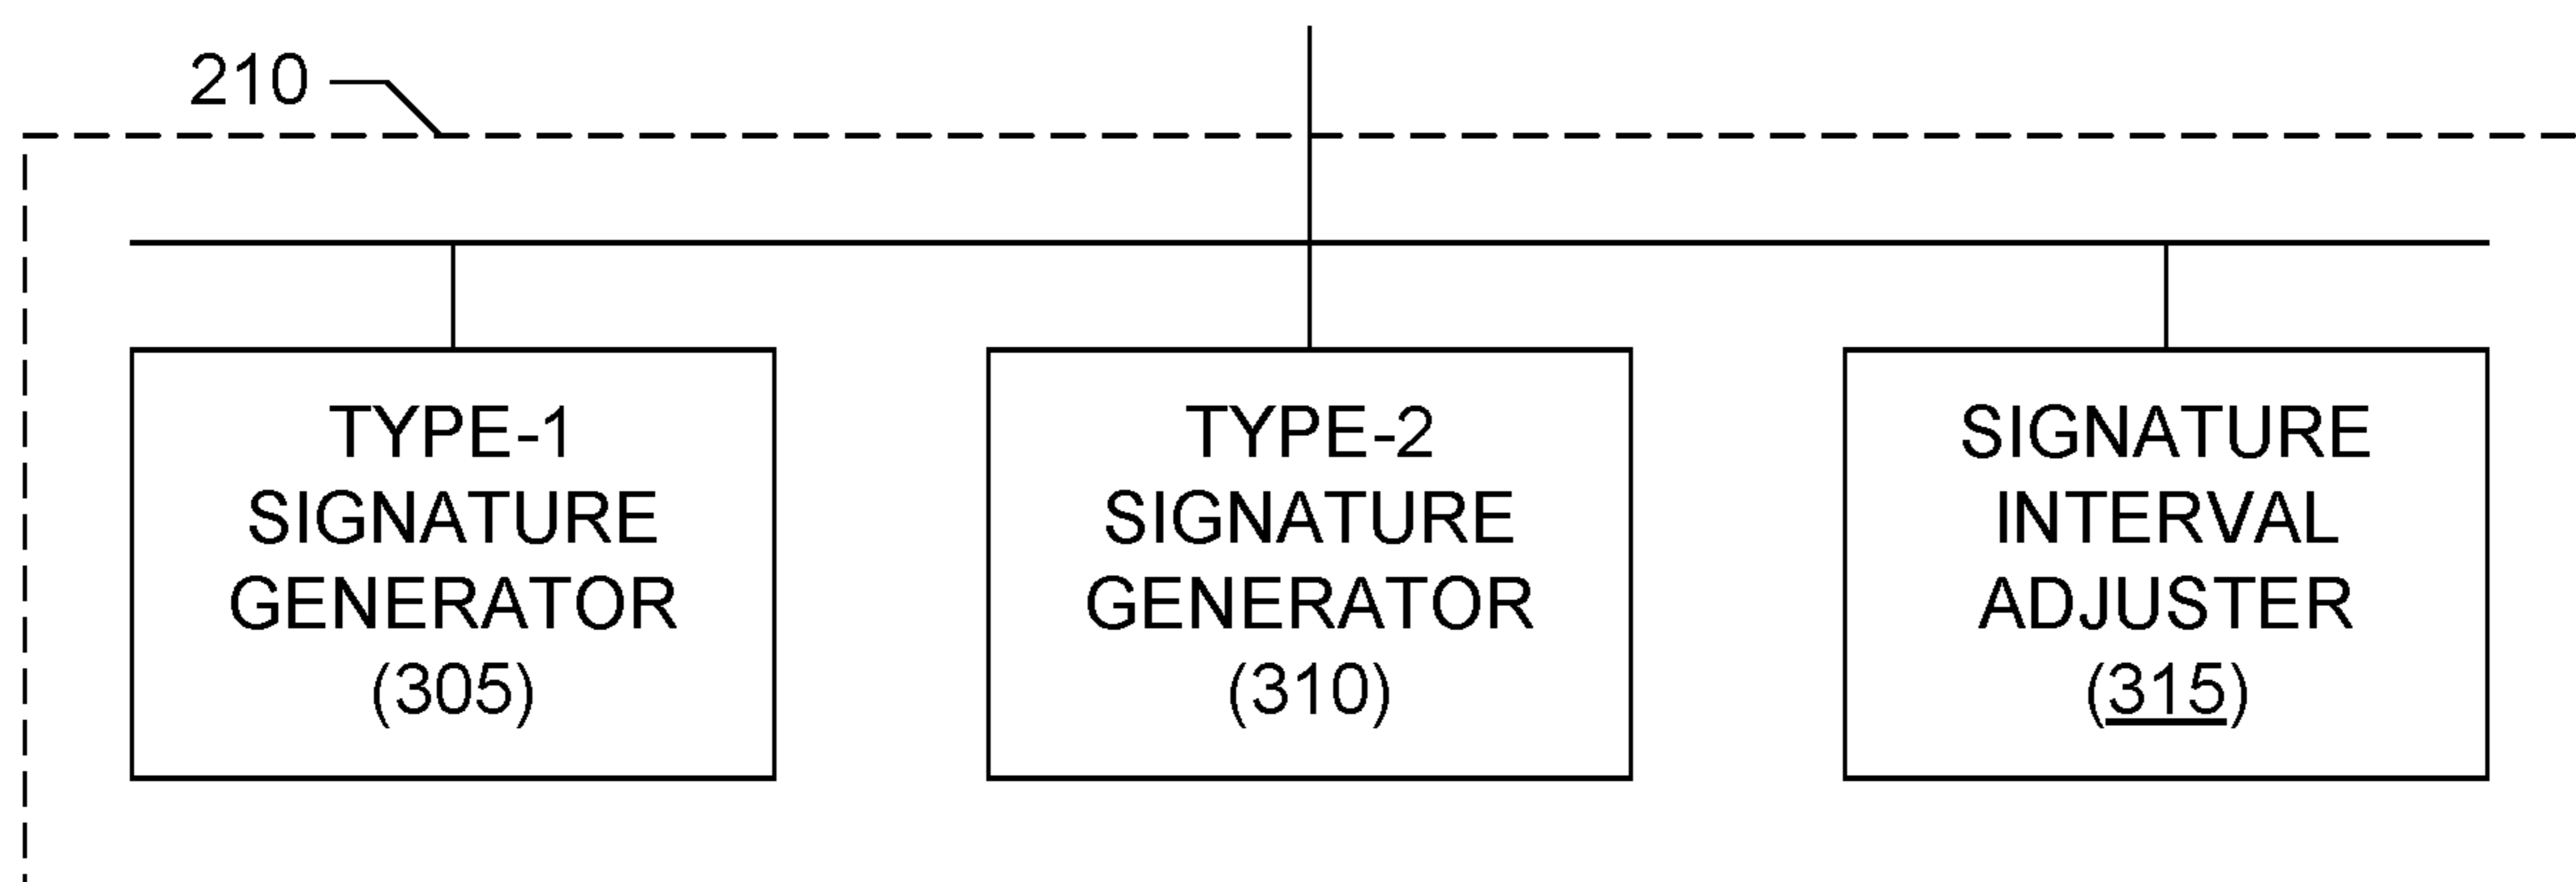 210
TYPE-1
SIGNATURE
GENERATOR
(305)
TYPE-2
SIGNATURE
GENERATOR
(310)
SIGNATURE
INTERVAL
ADJUSTER
(315)